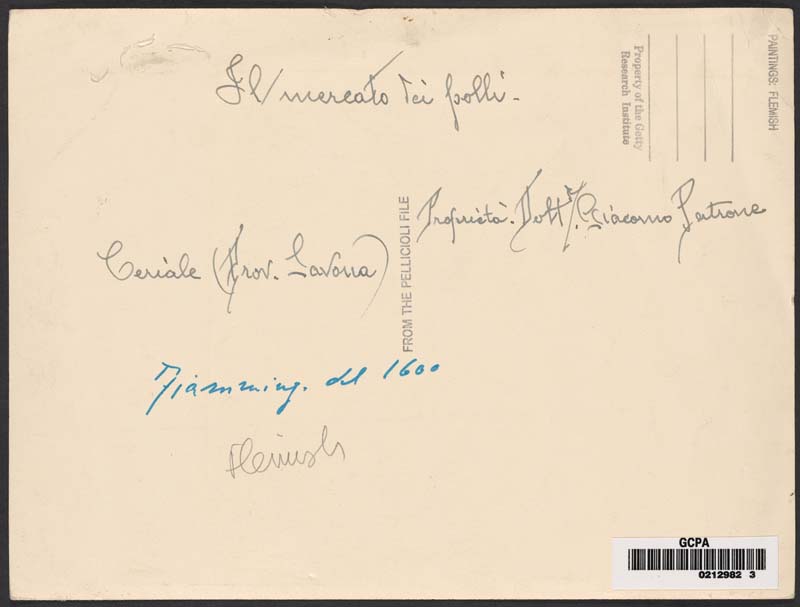 Il mercato dei polli.
Proprietà. Dott. Giacomo Patrone
Ceriale (Prov. Savona)
Fiamming. del 1600
Flemish
FROM THE PELLICIOLI FILE
Property of the Getty
Research Institute
PAINTINGS: FLEMISH
GCPA
0212982 3